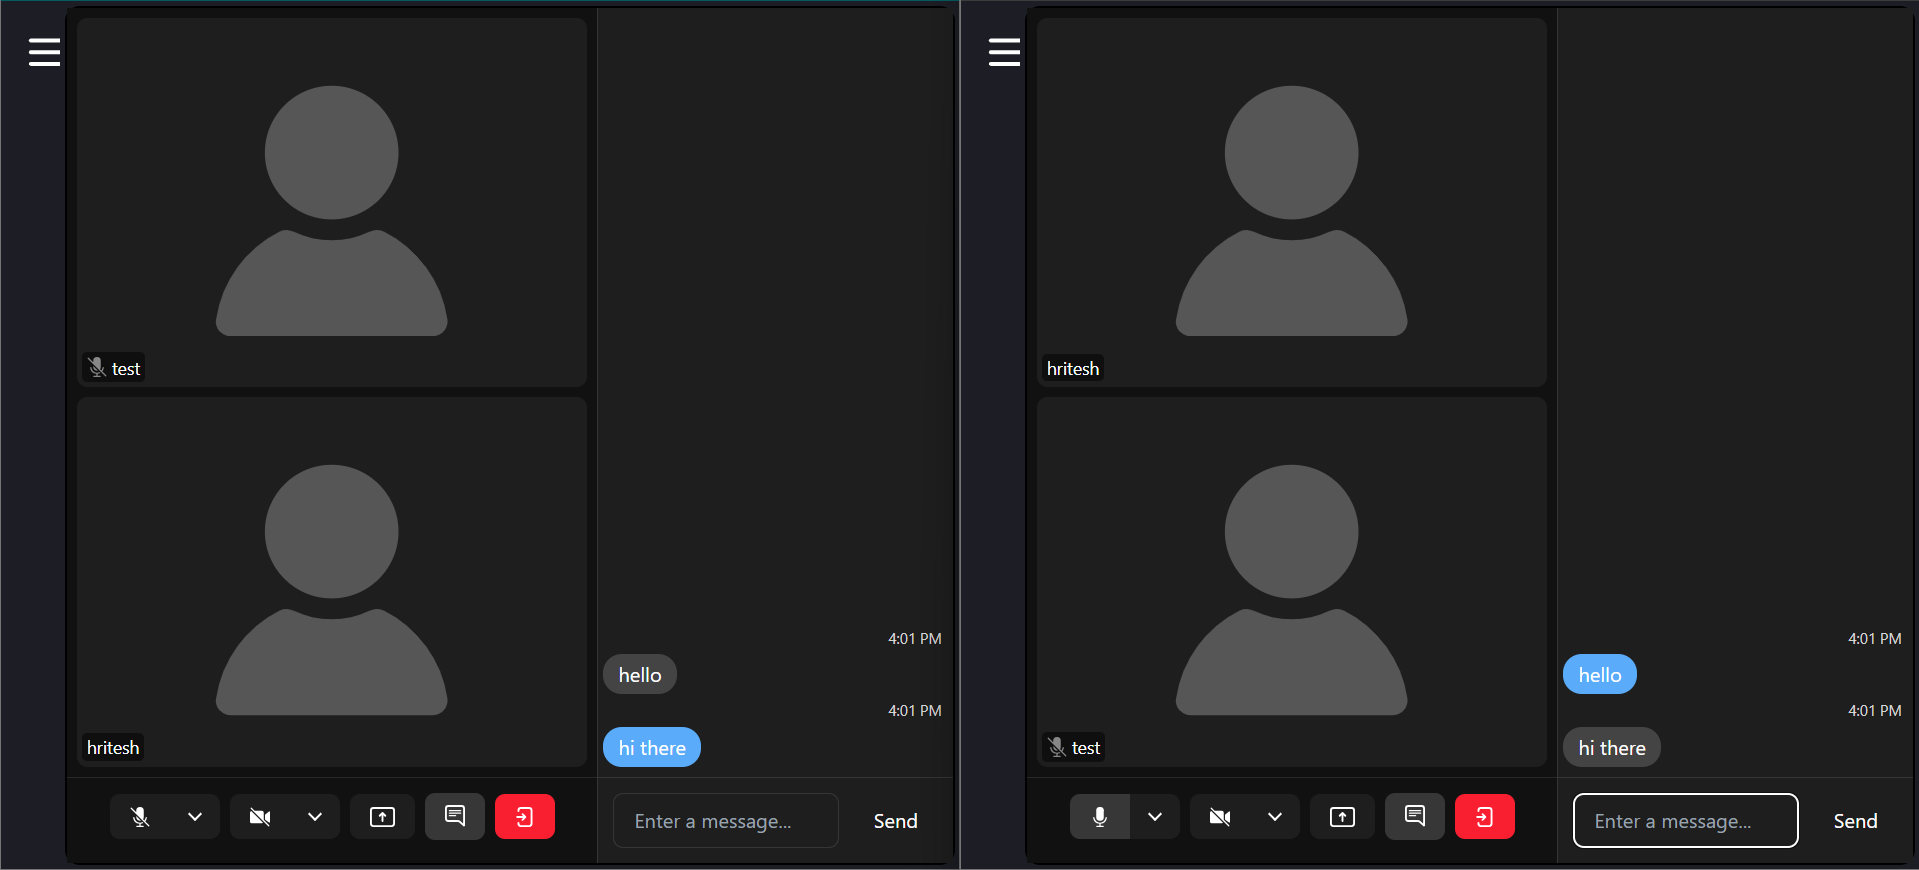 test
hritesh
4:01 PM
hello
4:01 PM
hi there
Enter a message...
Send
hritesh
test
4:01 PM
hello
4:01 PM
hi there
Enter a message...
Send